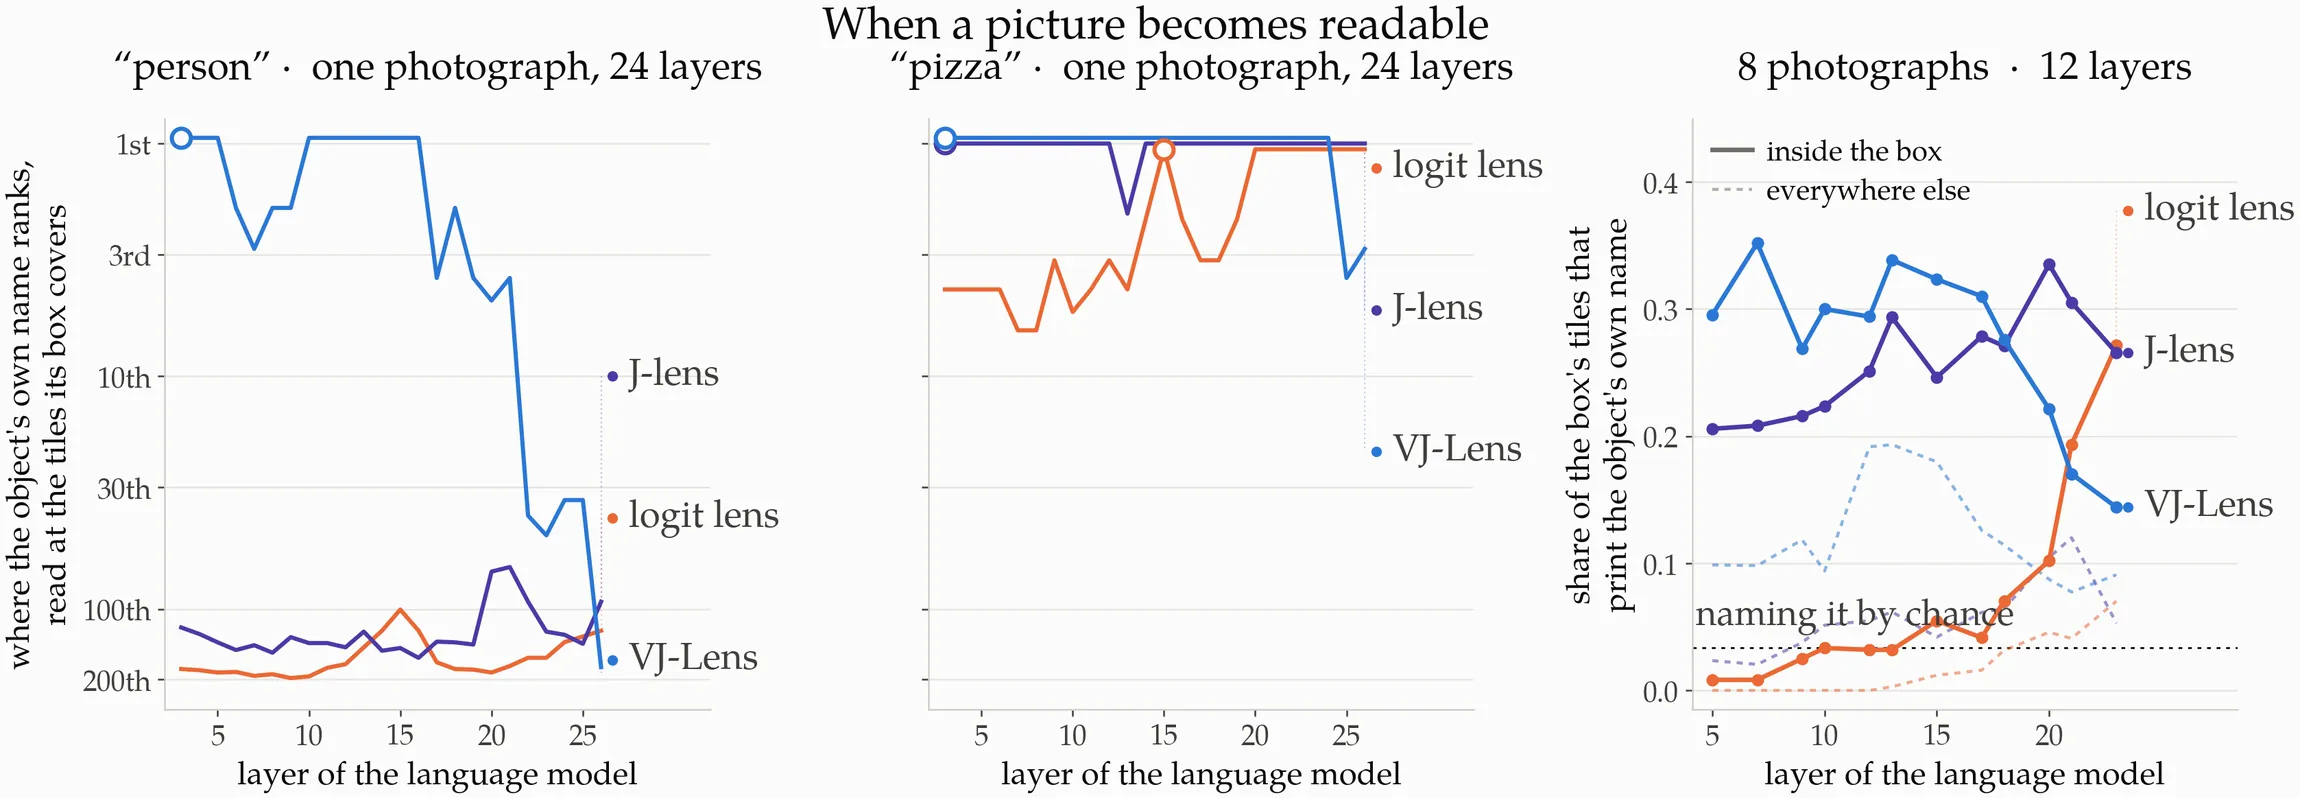 When a picture becomes readable
“person” · one photograph, 24 layers
where the object's own name ranks,
read at the tiles its box covers
1st
3rd
10th
30th
100th
200th
J-lens
logit lens
VJ-Lens
5 10 15 20 25
layer of the language model
“pizza” · one photograph, 24 layers
logit lens
J-lens
VJ-Lens
5 10 15 20 25
layer of the language model
8 photographs · 12 layers
share of the box's tiles that
print the object's own name
inside the box
everywhere else
0.4
0.3
0.2
0.1
0.0
logit lens
J-lens
VJ-Lens
naming it by chance
5 10 15 20
layer of the language model